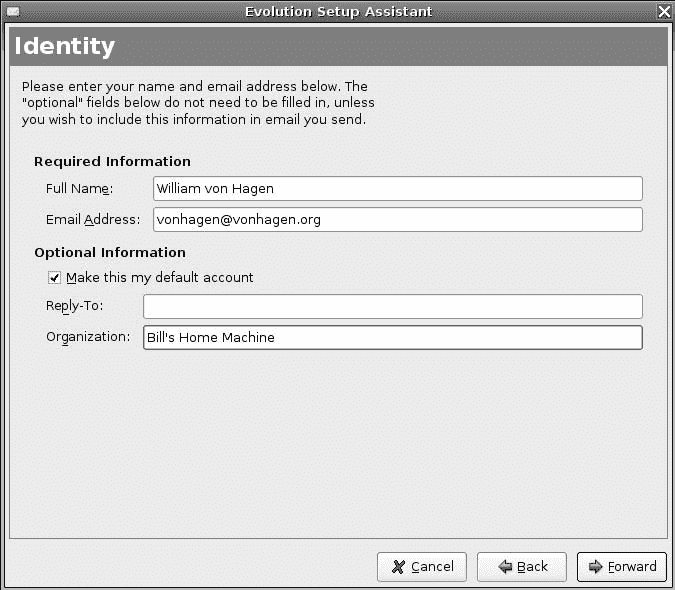 Evolution Setup Assistant
Identity
Please enter your name and email address below. The
"optional" fields below do not need to be filled in, unless
you wish to include this information in email you send.
Required Information
Full Name: William von Hagen
Email Address: vonhagen@vonhagen.org
Optional Information
Make this my default account
Reply-To:
Organization: Bill's Home Machine
Cancel Back Forward